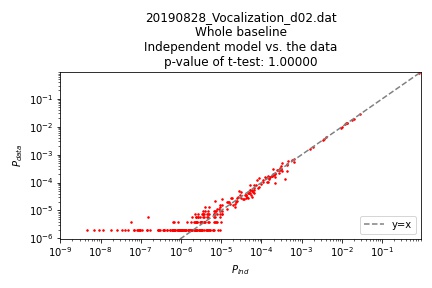 20190828_Vocalization_d02.dat
Whole baseline
Independent model vs. the data
p-value of t-test: 1.00000
P_data
10^-1
10^-2
10^-3
10^-4
10^-5
10^-6
y=x
10^-9 10^-8 10^-7 10^-6 10^-5 10^-4 10^-3 10^-2 10^-1
P_ind